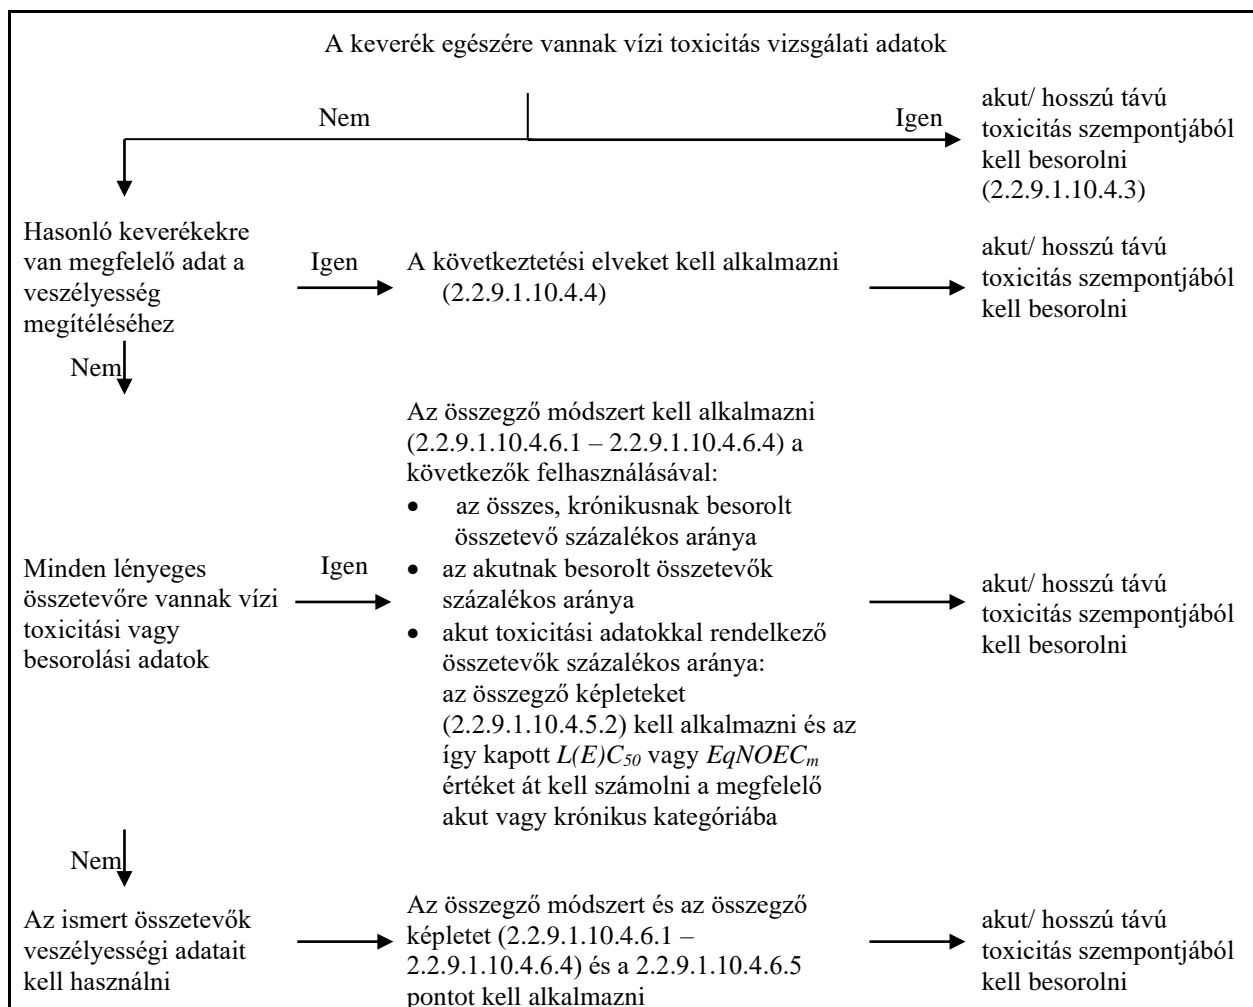 A keverék egészére vannak vízi toxicitás vizsgálati adatok
Nem
Igen
akut/ hosszú távú
toxicitás szempontjából
kell besorolni
(2.2.9.1.10.4.3)
Hasonló keverékekre
van megfelelő adat a
veszélyesség
megítéléséhez
Igen
A következtetési elveket kell alkalmazni
(2.2.9.1.10.4.4)
akut/ hosszú távú
toxicitás szempontjából
kell besorolni
Nem
Az összegző módszert kell alkalmazni
(2.2.9.1.10.4.6.1 – 2.2.9.1.10.4.6.4) a
következők felhasználásával:
• az összes, krónikusnak besorolt
összetevő százalékos aránya
• az akutnak besorolt összetevők
százalékos aránya
• akut toxicitási adatokkal rendelkező
összetevők százalékos aránya:
az összegző képleteket
(2.2.9.1.10.4.5.2) kell alkalmazni és az
így kapott L(E)C50 vagy EqNOECm
értéket át kell számolni a megfelelő
akut vagy krónikus kategóriába
Minden lényeges
összetevőre vannak vízi
toxicitási vagy
besorolási adatok
Igen
akut/ hosszú távú
toxicitás szempontjából
kell besorolni
Nem
Az ismert összetevők
veszélyességi adatait
kell használni
Az összegző módszert és az összegző
képletet (2.2.9.1.10.4.6.1 –
2.2.9.1.10.4.6.4) és a 2.2.9.1.10.4.6.5
pontot kell alkalmazni
akut/ hosszú távú
toxicitás szempontjából
kell besorolni